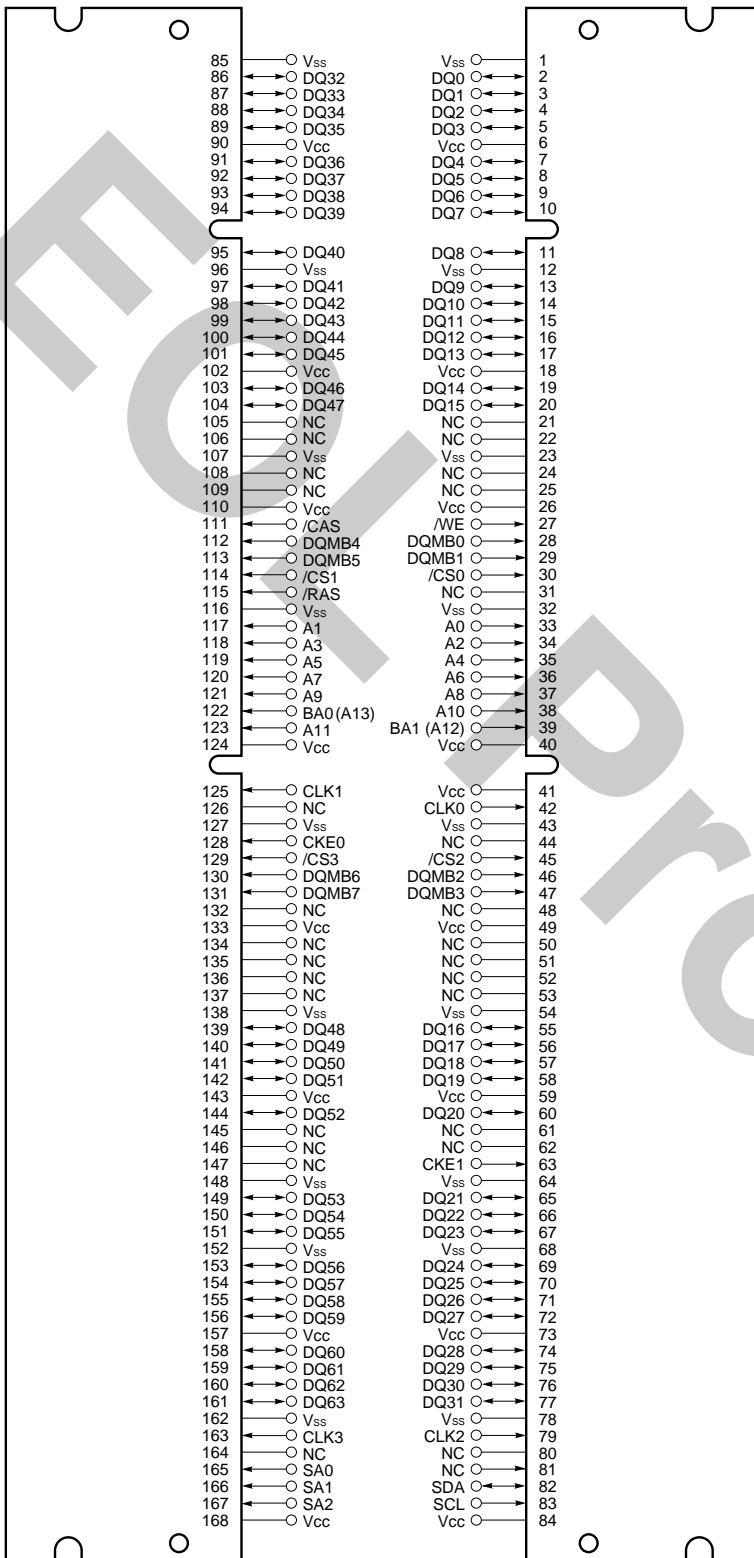 85 Vss Vss 1
86 DQ32 DQ0 2
87 DQ33 DQ1 3
88 DQ34 DQ2 4
89 DQ35 DQ3 5
90 Vcc Vcc 6
91 DQ36 DQ4 7
92 DQ37 DQ5 8
93 DQ38 DQ6 9
94 DQ39 DQ7 10
95 DQ40 DQ8 11
96 Vss Vss 12
97 DQ41 DQ9 13
98 DQ42 DQ10 14
99 DQ43 DQ11 15
100 DQ44 DQ12 16
101 DQ45 DQ13 17
102 Vcc Vcc 18
103 DQ46 DQ14 19
104 DQ47 DQ15 20
105 NC NC 21
106 NC NC 22
107 Vss Vss 23
108 NC NC 24
109 NC NC 25
110 Vcc Vcc 26
111 /CAS /WE 27
112 DQMB4 DQMB0 28
113 DQMB5 DQMB1 29
114 /CS1 /CS0 30
115 /RAS NC 31
116 Vss Vss 32
117 A1 A0 33
118 A3 A2 34
119 A5 A4 35
120 A7 A6 36
121 A9 A8 37
122 BA0 (A13) A10 38
123 A11 BA1 (A12) 39
124 Vcc Vcc 40
125 CLK1 Vcc 41
126 NC CLK0 42
127 Vss Vss 43
128 CKE0 NC 44
129 /CS3 /CS2 45
130 DQMB6 DQMB2 46
131 DQMB7 DQMB3 47
132 NC NC 48
133 Vcc Vcc 49
134 NC NC 50
135 NC NC 51
136 NC NC 52
137 NC NC 53
138 Vss Vss 54
139 DQ48 DQ16 55
140 DQ49 DQ17 56
141 DQ50 DQ18 57
142 DQ51 DQ19 58
143 Vcc Vcc 59
144 DQ52 DQ20 60
145 NC NC 61
146 NC NC 62
147 NC CKE1 63
148 Vss Vss 64
149 DQ53 DQ21 65
150 DQ54 DQ22 66
151 DQ55 DQ23 67
152 Vss Vss 68
153 DQ56 DQ24 69
154 DQ57 DQ25 70
155 DQ58 DQ26 71
156 DQ59 DQ27 72
157 Vcc Vcc 73
158 DQ60 DQ28 74
159 DQ61 DQ29 75
160 DQ62 DQ30 76
161 DQ63 DQ31 77
162 Vss Vss 78
163 CLK3 CLK2 79
164 NC NC 80
165 SA0 NC 81
166 SA1 SDA 82
167 SA2 SCL 83
168 Vcc Vcc 84
EOL Pro